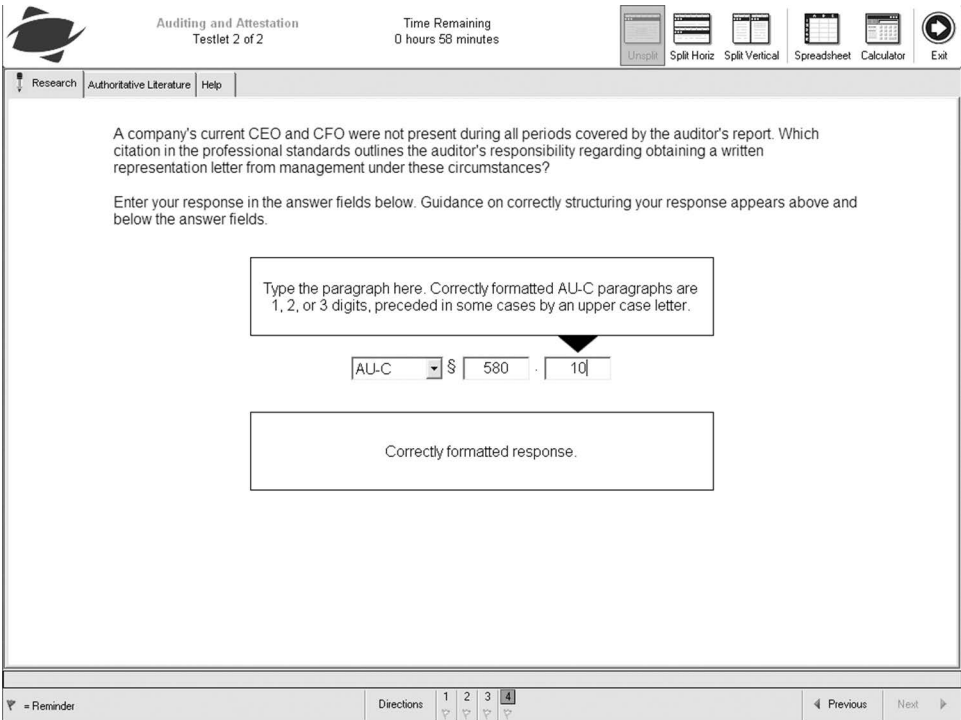 Auditing and Attestation
Testlet 2 of 2
Time Remaining
0 hours 58 minutes
Unsplit
Split Horiz
Split Vertical
Spreadsheet
Calculator
Exit
Research
Authoritative Literature
Help
A company's current CEO and CFO were not present during all periods covered by the auditor's report. Which
citation in the professional standards outlines the auditor's responsibility regarding obtaining a written
representation letter from management under these circumstances?
Enter your response in the answer fields below. Guidance on correctly structuring your response appears above and
below the answer fields.
Type the paragraph here. Correctly formatted AU-C paragraphs are
1, 2, or 3 digits, preceded in some cases by an upper case letter.
AU-C § 580 . 10
Correctly formatted response.
= Reminder
Directions
1 2 3 4
Previous
Next